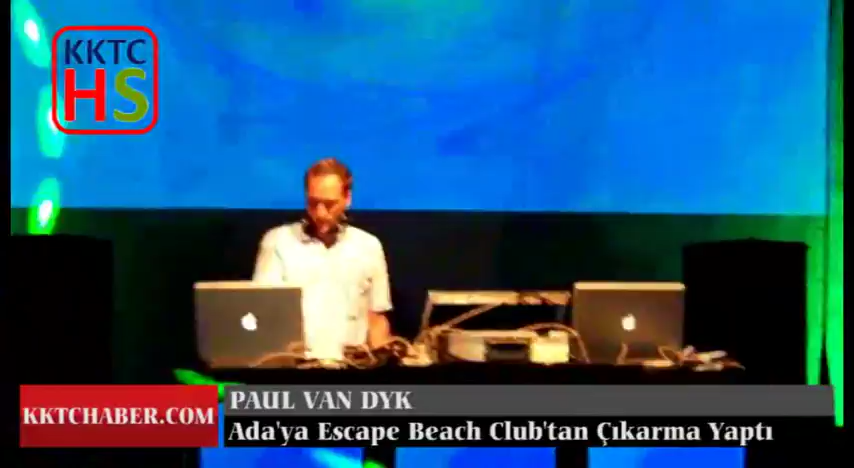 KKTC
HS
KKTCHABER.COM
PAUL VAN DYK
Ada'ya Escape Beach Club'tan Çıkarma Yaptı